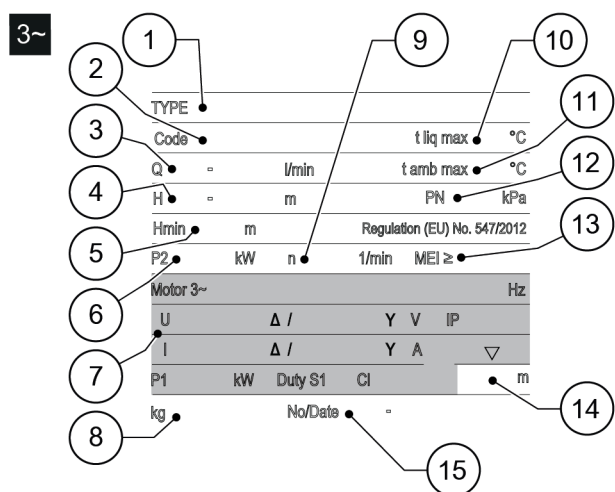 3~
1
9
10
2
TYPE
11
Code t liq max °C
3
Q - l/min t amb max °C
12
4
H - m PN kPa
13
5
Hmin m Regulation (EU) No. 547/2012
P2 kW n 1/min MEI ≥
6
Motor 3~ Hz
U Δ / Y V IP
7
I Δ / Y A ▽
P1 kW Duty S1 Cl m
14
8
kg No/Date -
15